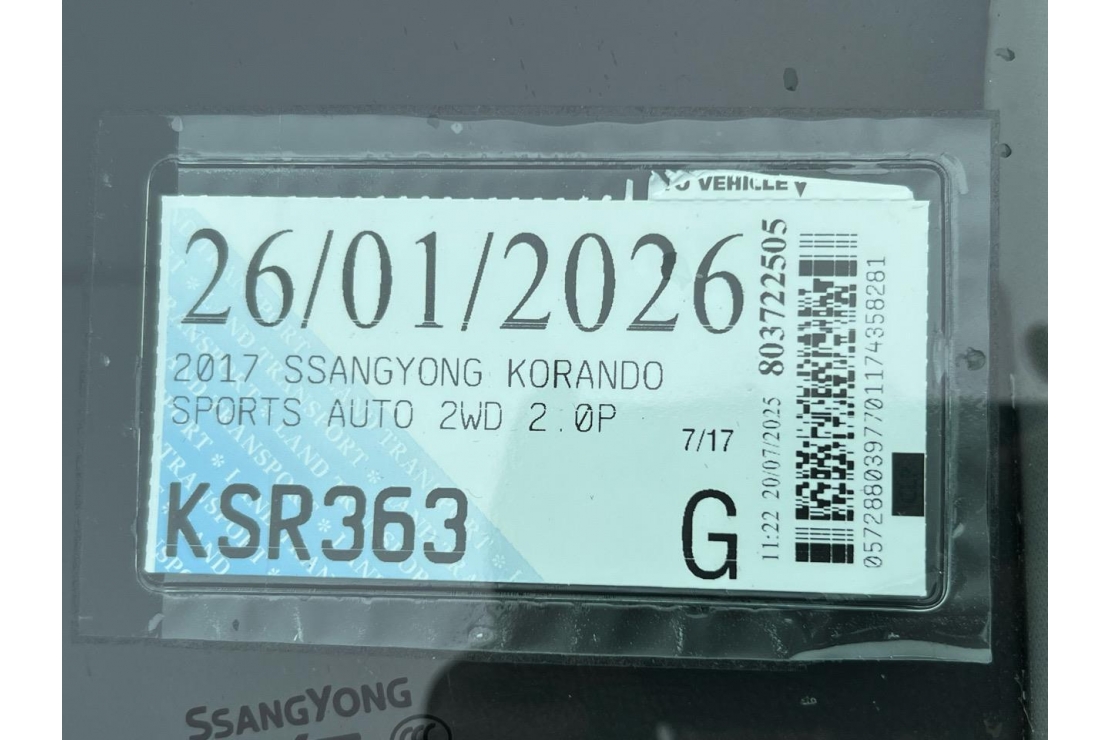 TO VEHICLE
26/01/2026
2017 SSANGYONG KORANDO
SPORTS AUTO 2WD 2.0P
7/17
KSR363
G
11:22 20/07/2025 803722505
05728803977011174358281
SSANGYONG